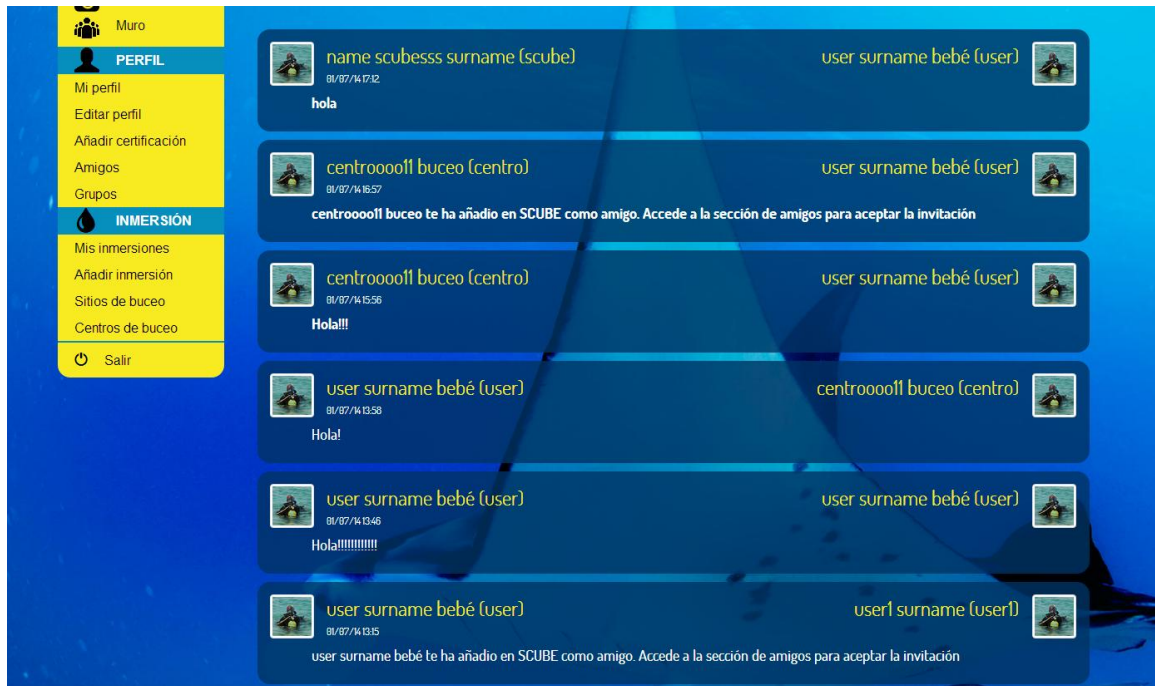 Muro
PERFIL
Mi perfil
Editar perfil
Añadir certificación
Amigos
Grupos
INMERSIÓN
Mis inmersiones
Añadir inmersión
Sitios de buceo
Centros de buceo
Salir
name scubesss surname (scube) user surname bebé (user)
01/07/14 17:12
hola
centroooo11 buceo (centro) user surname bebé (user)
01/07/14 16:57
centroooo11 buceo te ha añadio en SCUBE como amigo. Accede a la sección de amigos para aceptar la invitación
centroooo11 buceo (centro) user surname bebé (user)
01/07/14 15:56
Hola!!!
user surname bebé (user) centroooo11 buceo (centro)
01/07/14 13:58
Hola!
user surname bebé (user) user surname bebé (user)
01/07/14 13:46
Hola!!!!!!!!!!!!
user surname bebé (user) user1 surname (user1)
01/07/14 13:15
user surname bebé te ha añadio en SCUBE como amigo. Accede a la sección de amigos para aceptar la invitación